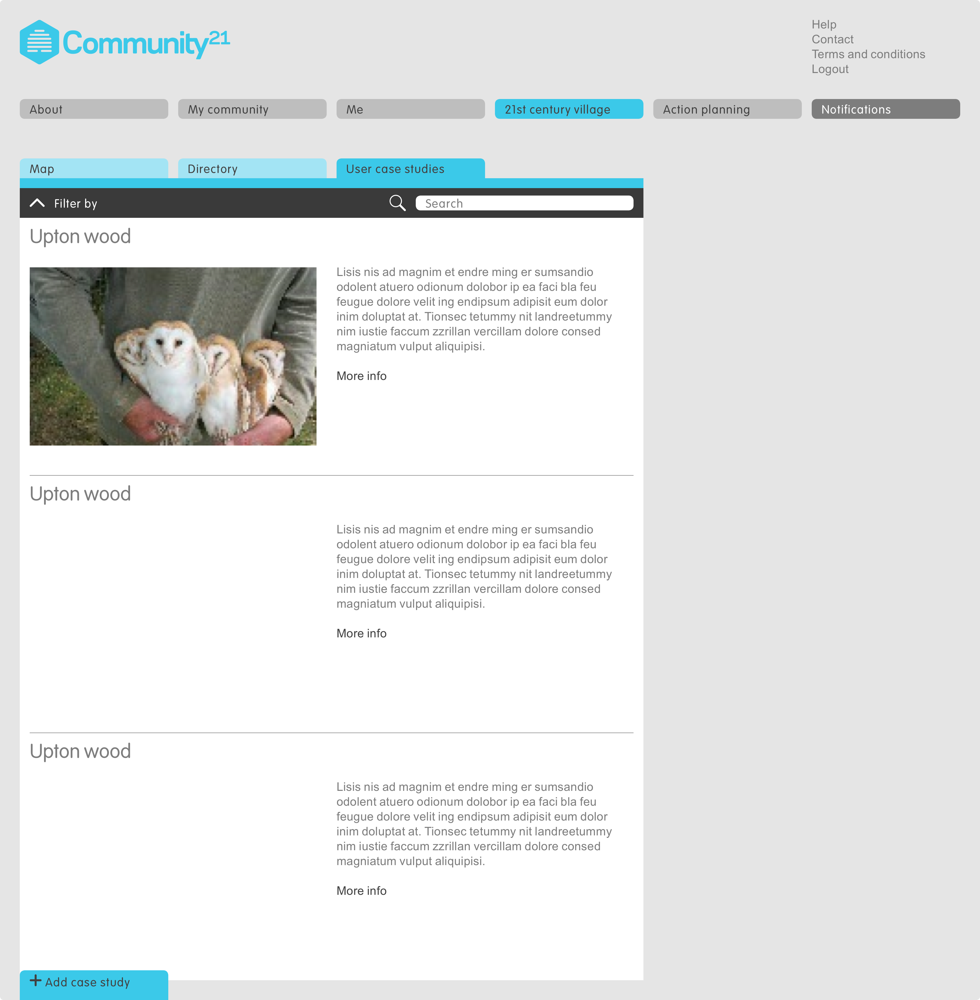 Community21
Help
Contact
Terms and conditions
Logout
About
My community
Me
21st century village
Action planning
Notifications
Map
Directory
User case studies
Filter by
Search
Upton wood
Lisis nis ad magnim et endre ming er sumsandio
odolent atuero odionum dolobor ip ea faci bla feu
feugue dolore velit ing endipsum adipisit eum dolor
inim doluptat at. Tionsec tetummy nit landreetummy
nim iustie faccum zzrillan vercillam dolore consed
magniatum vulput aliquipisi.
More info
Upton wood
Lisis nis ad magnim et endre ming er sumsandio
odolent atuero odionum dolobor ip ea faci bla feu
feugue dolore velit ing endipsum adipisit eum dolor
inim doluptat at. Tionsec tetummy nit landreetummy
nim iustie faccum zzrillan vercillam dolore consed
magniatum vulput aliquipisi.
More info
Upton wood
Lisis nis ad magnim et endre ming er sumsandio
odolent atuero odionum dolobor ip ea faci bla feu
feugue dolore velit ing endipsum adipisit eum dolor
inim doluptat at. Tionsec tetummy nit landreetummy
nim iustie faccum zzrillan vercillam dolore consed
magniatum vulput aliquipisi.
More info
+ Add case study